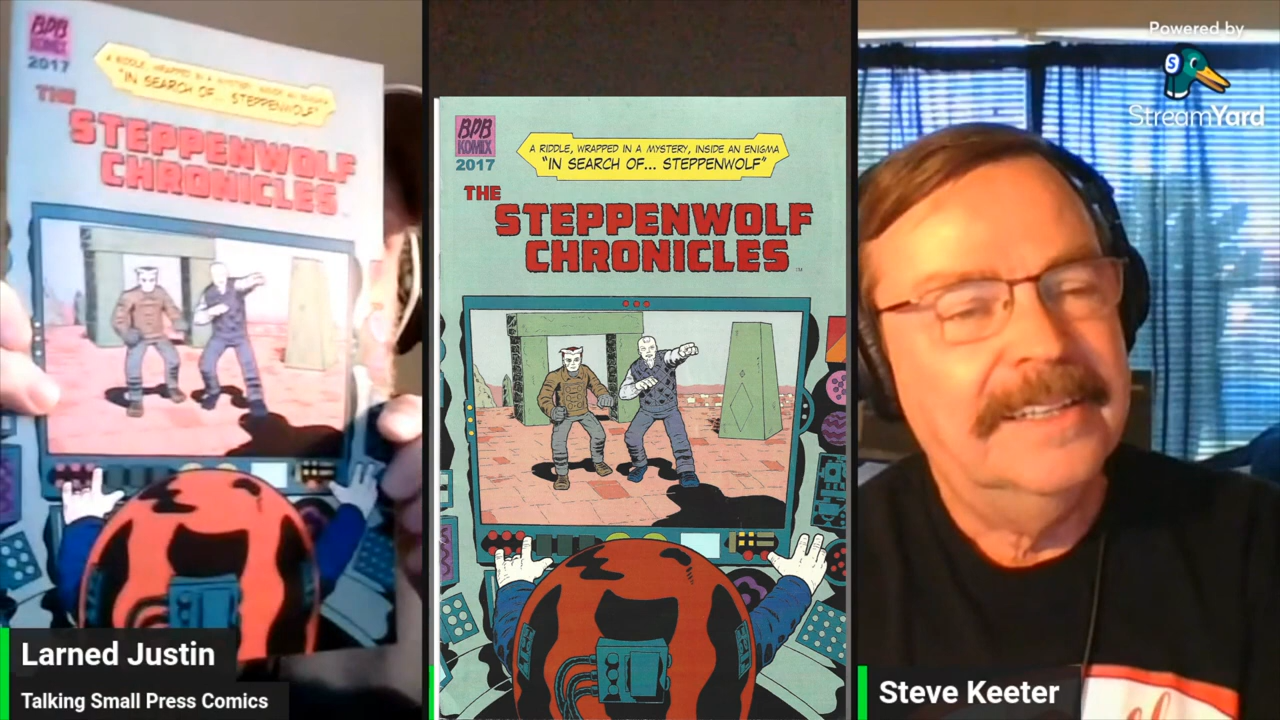 BPB
KOMIX
2017
A RIDDLE, WRAPPED IN A MYSTERY, INSIDE AN ENIGMA
"IN SEARCH OF... STEPPENWOLF"
THE
STEPPENWOLF
CHRONICLES
Larned Justin
Talking Small Press Comics
BPB
KOMIX
2017
A RIDDLE, WRAPPED IN A MYSTERY, INSIDE AN ENIGMA
"IN SEARCH OF... STEPPENWOLF"
THE
STEPPENWOLF
CHRONICLES
Powered by
S
StreamYard
Steve Keeter